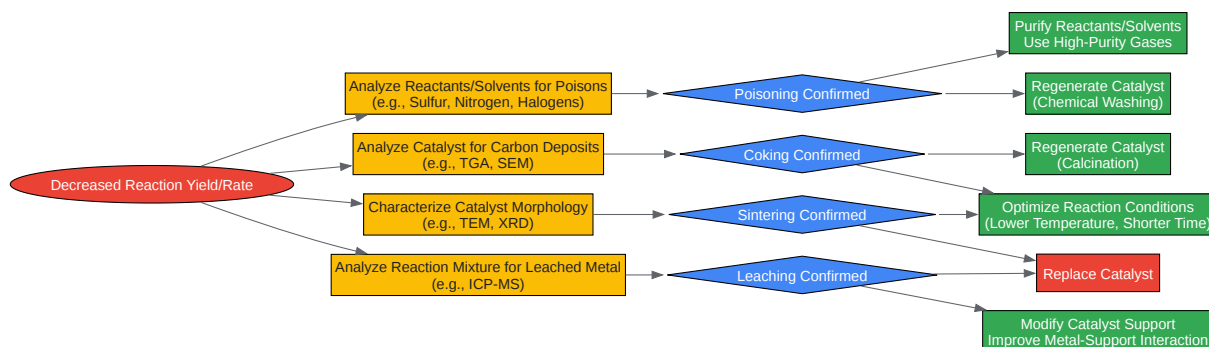 Decreased Reaction Yield/Rate
Analyze Reactants/Solvents for Poisons
(e.g., Sulfur, Nitrogen, Halogens)
Analyze Catalyst for Carbon Deposits
(e.g., TGA, SEM)
Characterize Catalyst Morphology
(e.g., TEM, XRD)
Analyze Reaction Mixture for Leached Metal
(e.g., ICP-MS)
Poisoning Confirmed
Coking Confirmed
Sintering Confirmed
Leaching Confirmed
Purify Reactants/Solvents
Use High-Purity Gases
Regenerate Catalyst
(Chemical Washing)
Regenerate Catalyst
(Calcination)
Optimize Reaction Conditions
(Lower Temperature, Shorter Time)
Replace Catalyst
Modify Catalyst Support
Improve Metal-Support Interaction